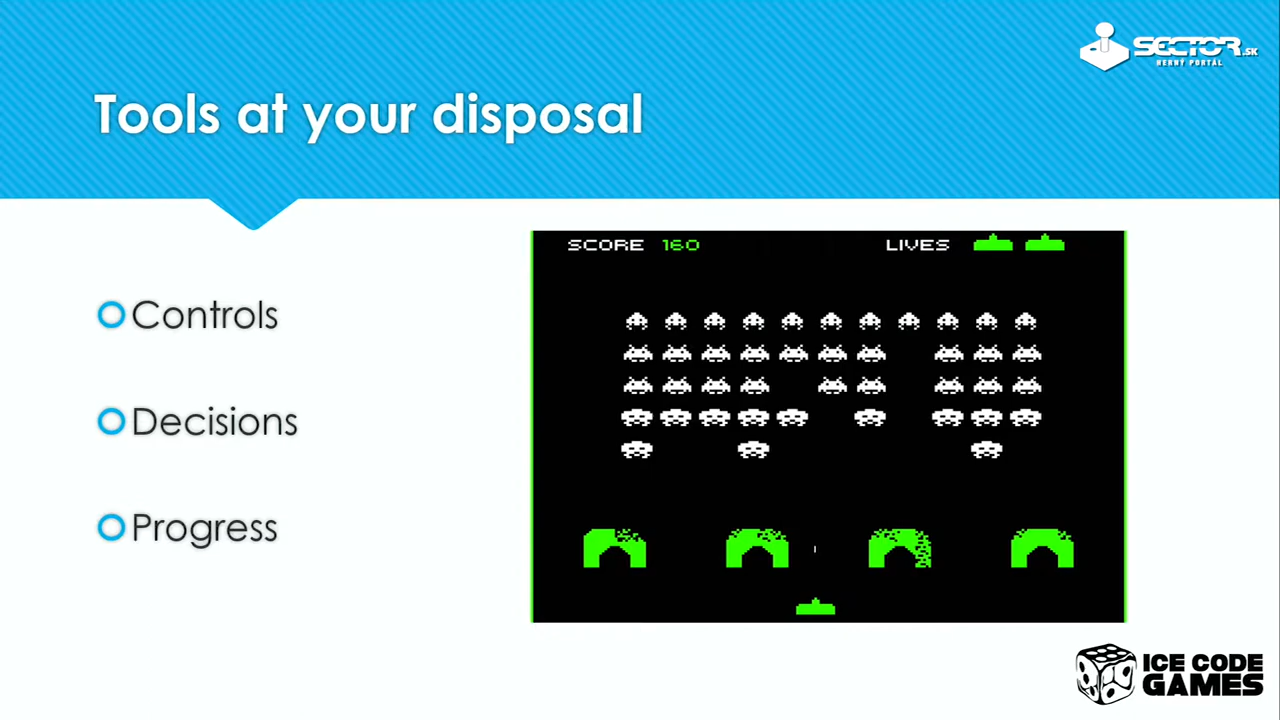 SECTOR.SK
HERNÝ PORTÁL
Tools at your disposal
Controls
Decisions
Progress
SCORE 160
LIVES
ICE CODE
GAMES